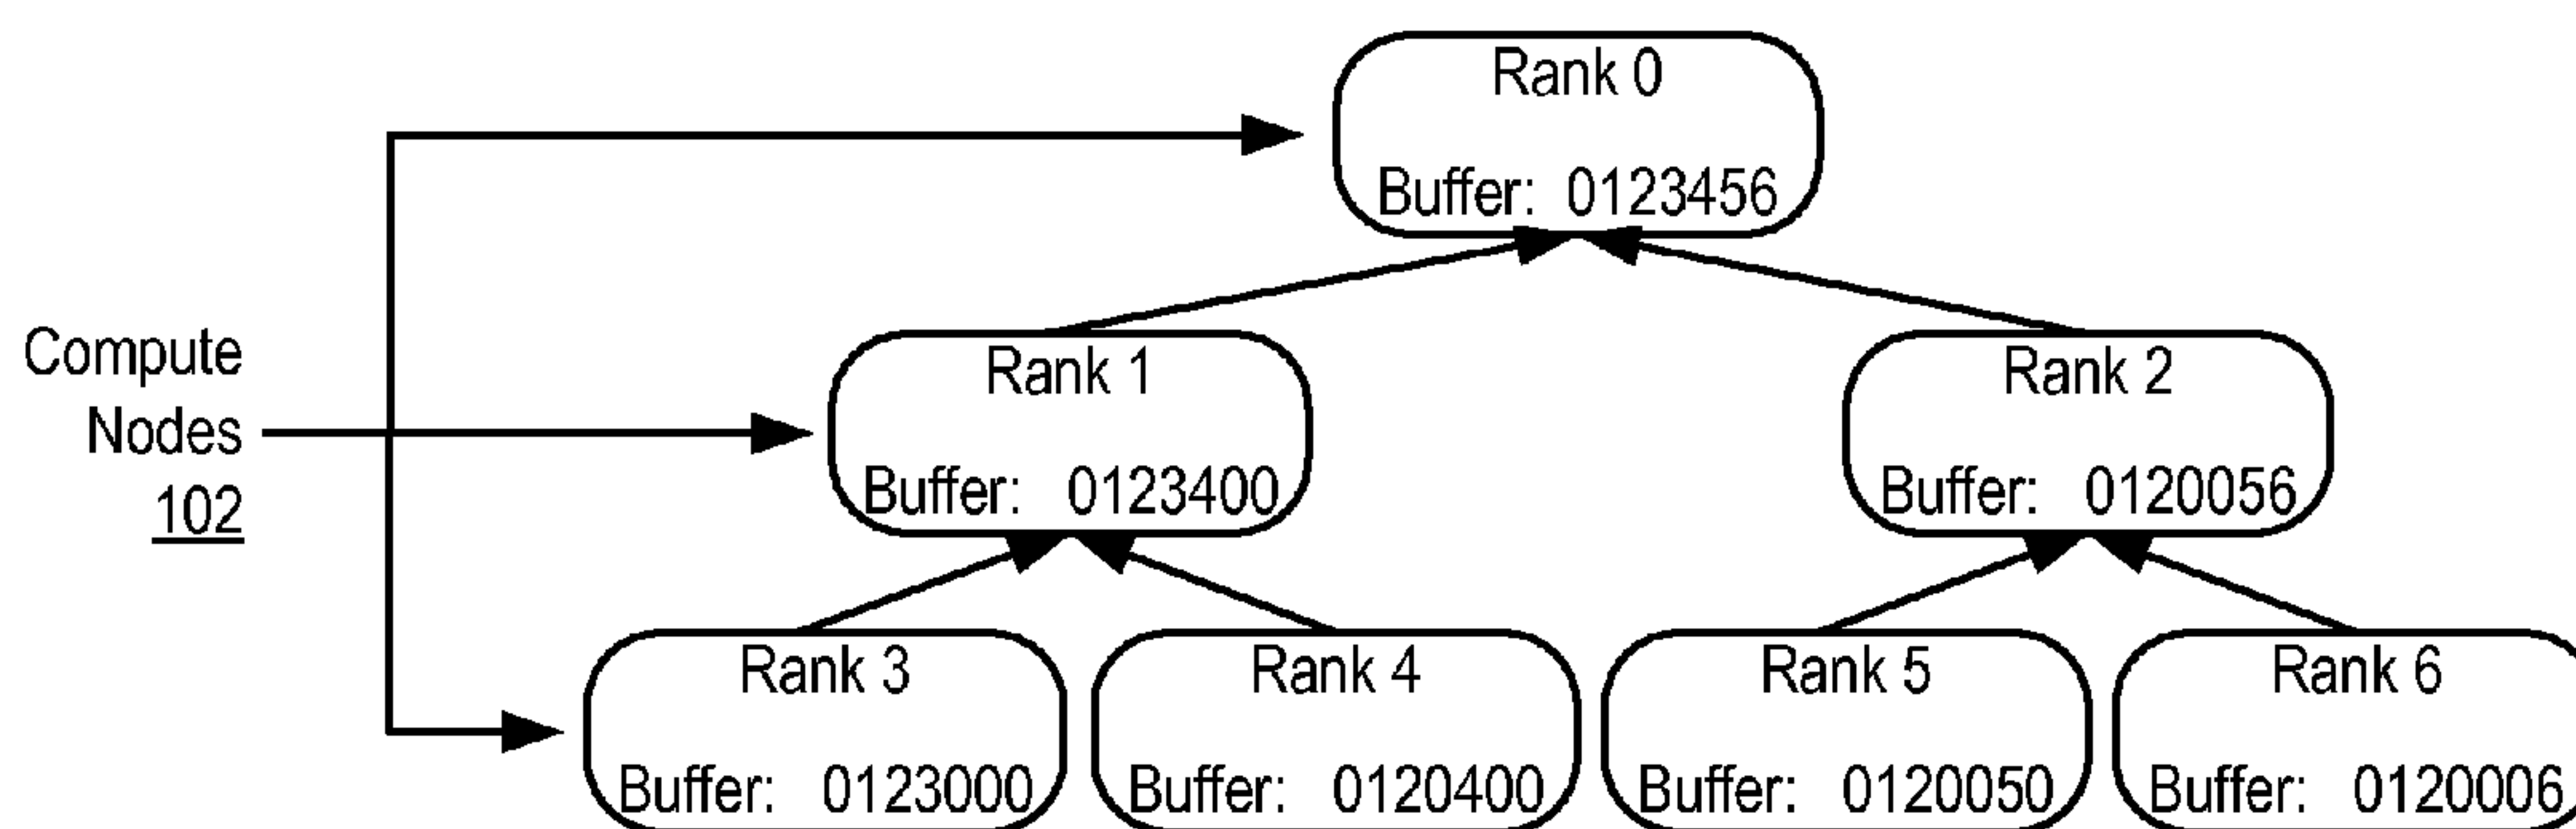 Rank 0
Buffer: 0123456
Compute
Nodes
102
Rank 1
Buffer: 0123400
Rank 2
Buffer: 0120056
Rank 3
Buffer: 0123000
Rank 4
Buffer: 0120400
Rank 5
Buffer: 0120050
Rank 6
Buffer: 0120006